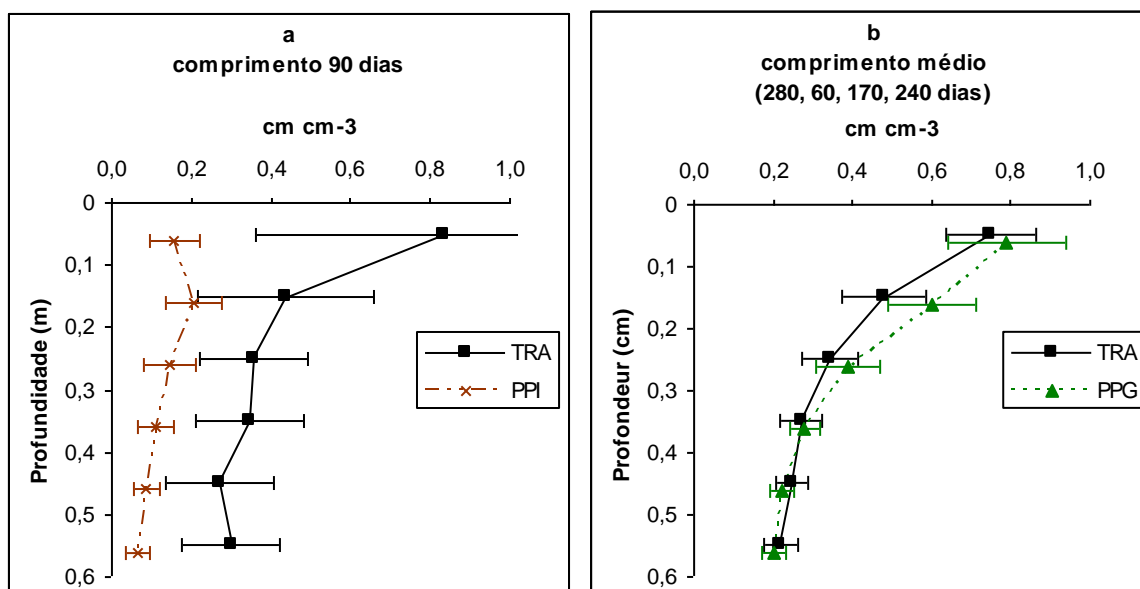 a
comprimento 90 dias
cm cm-3
0,0 0,2 0,4 0,6 0,8 1,0
0
0,1
0,2
0,3
0,4
0,5
0,6
Profundidade (m)
TRA
PPI
b
comprimento médio
(280, 60, 170, 240 dias)
cm cm-3
0,0 0,2 0,4 0,6 0,8 1,0
0
0,1
0,2
0,3
0,4
0,5
0,6
Profondeur (cm)
TRA
PPG